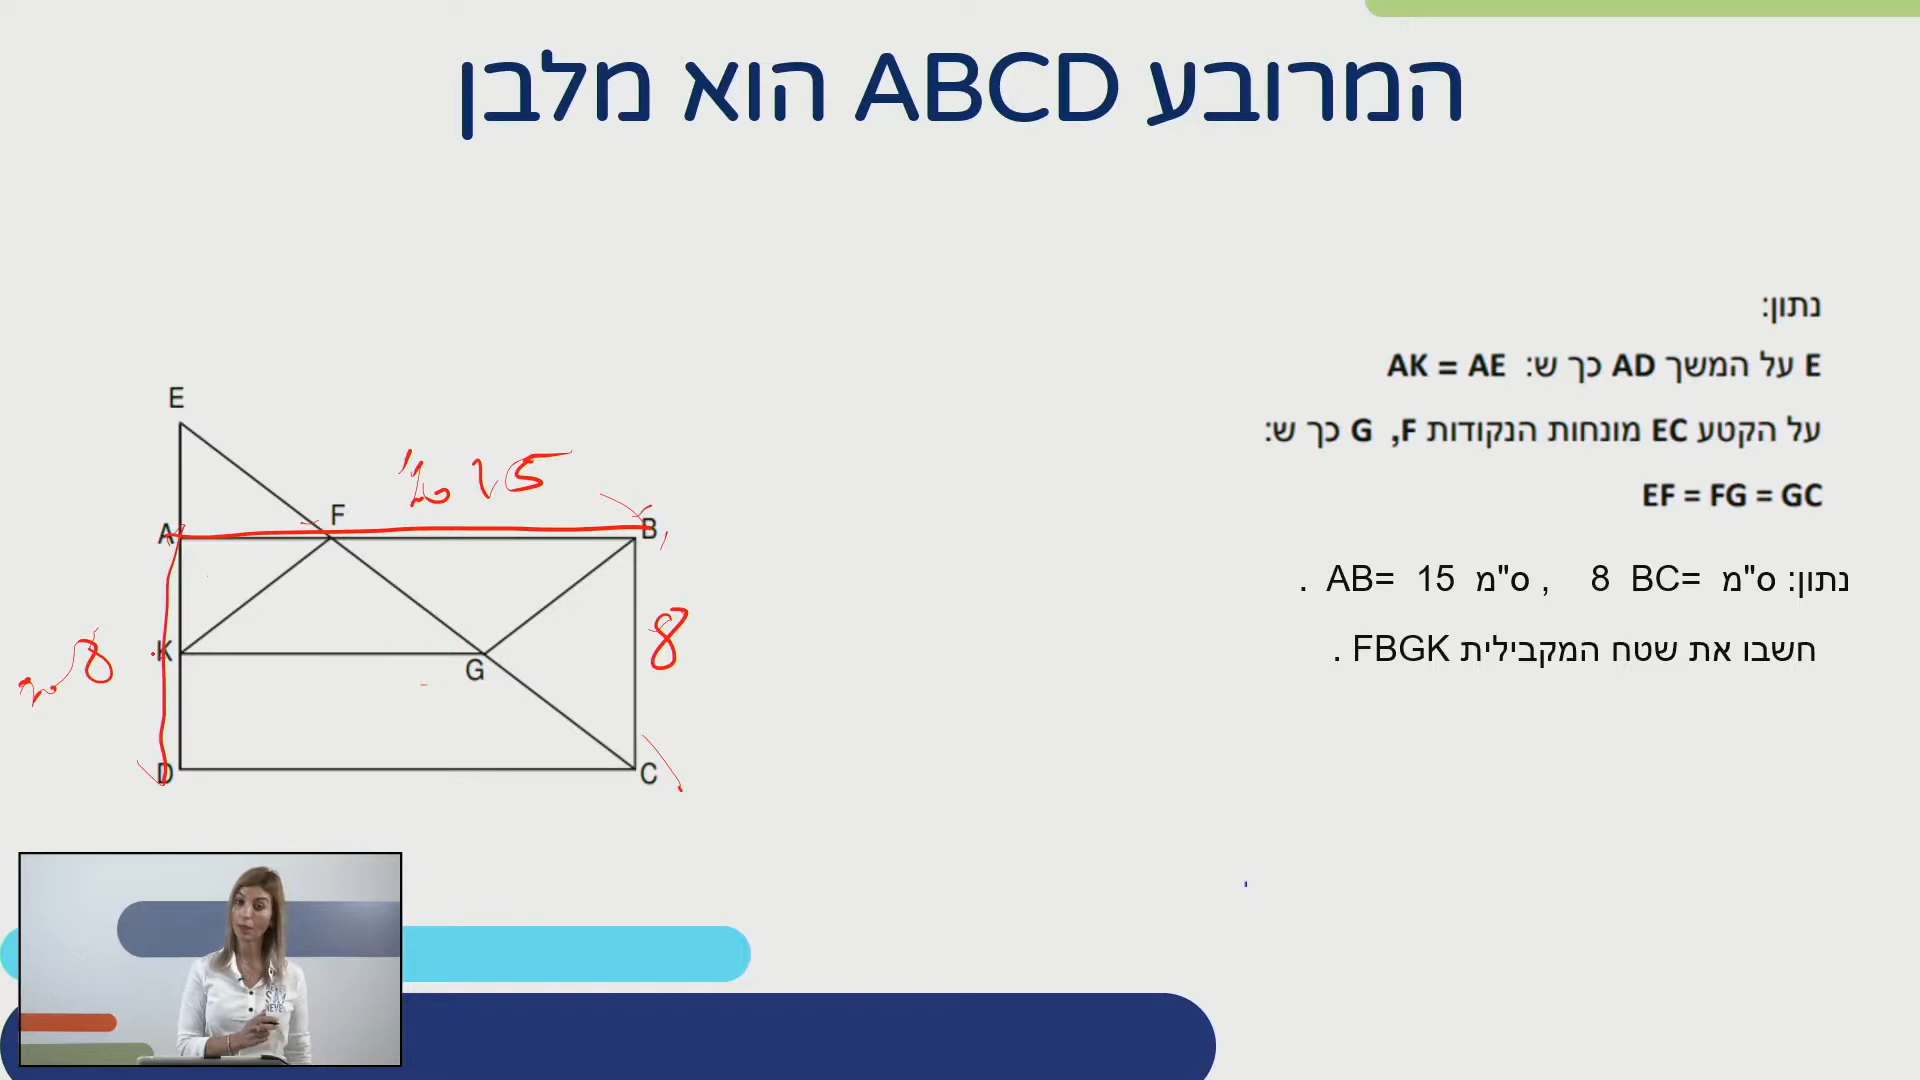 המרובע ABCD הוא מלבן
נתון:
E על המשך AD כך ש: AK = AE
על הקטע EC מונחות הנקודות F, G כך ש:
EF = FG = GC
נתון: ס"מ BC= 8 , ס"מ AB= 15 .
חשבו את שטח המקבילית FBGK .
E
15
F
A
B
8
8
K
G
D
C